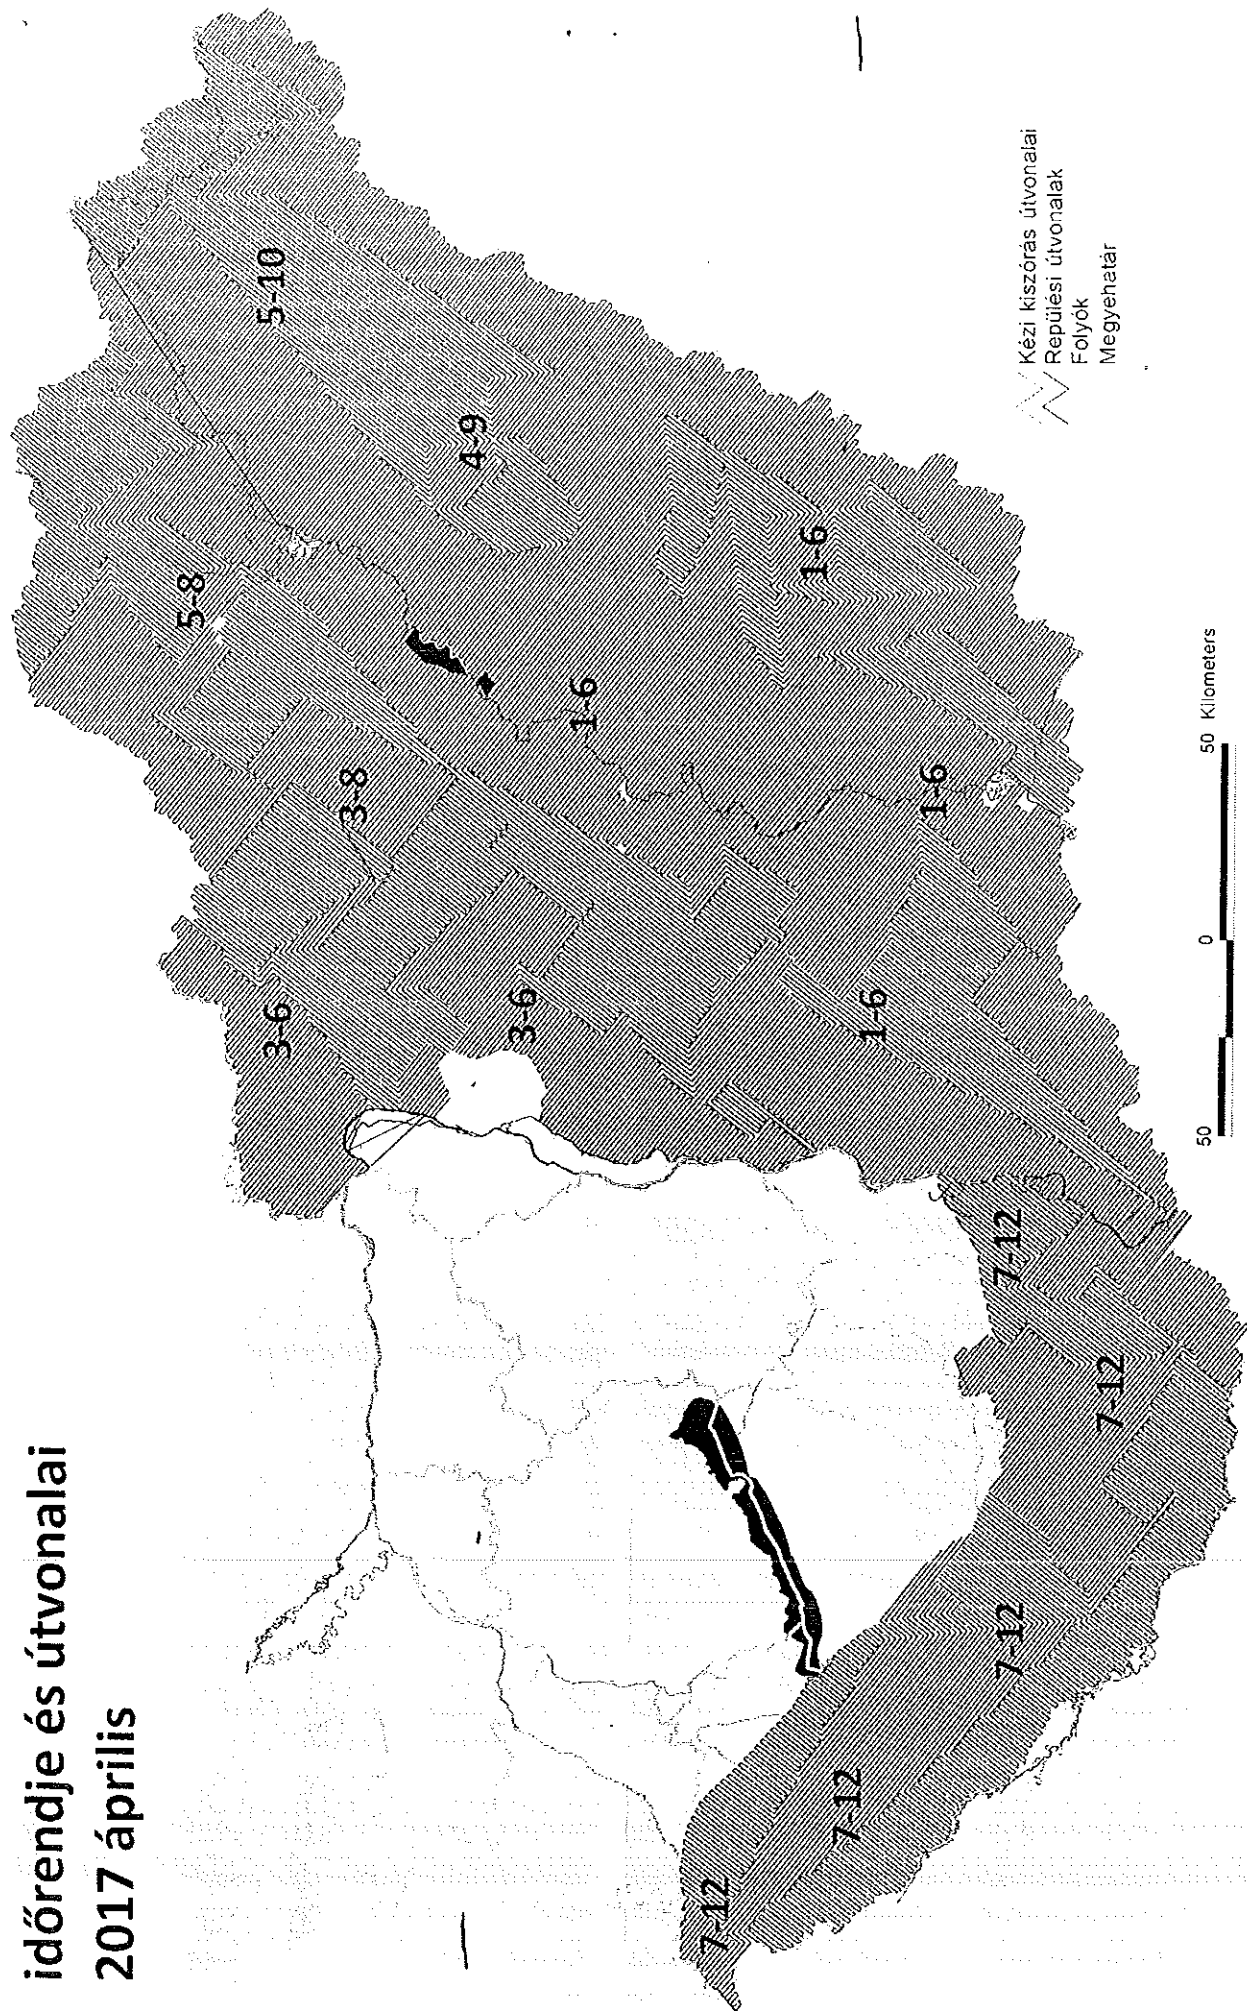 időrendje és útvonalai
2017 április
3-6
3-8
5-8
5-10
3-6
1-6
4-9
7-12
7-12
7-12
7-12
7-12
1-6
1-6
1-6
Kézi kiszórás útvonalai
Repülési útvonalak
Folyók
Megyehatár
50 0 50 Kilometers